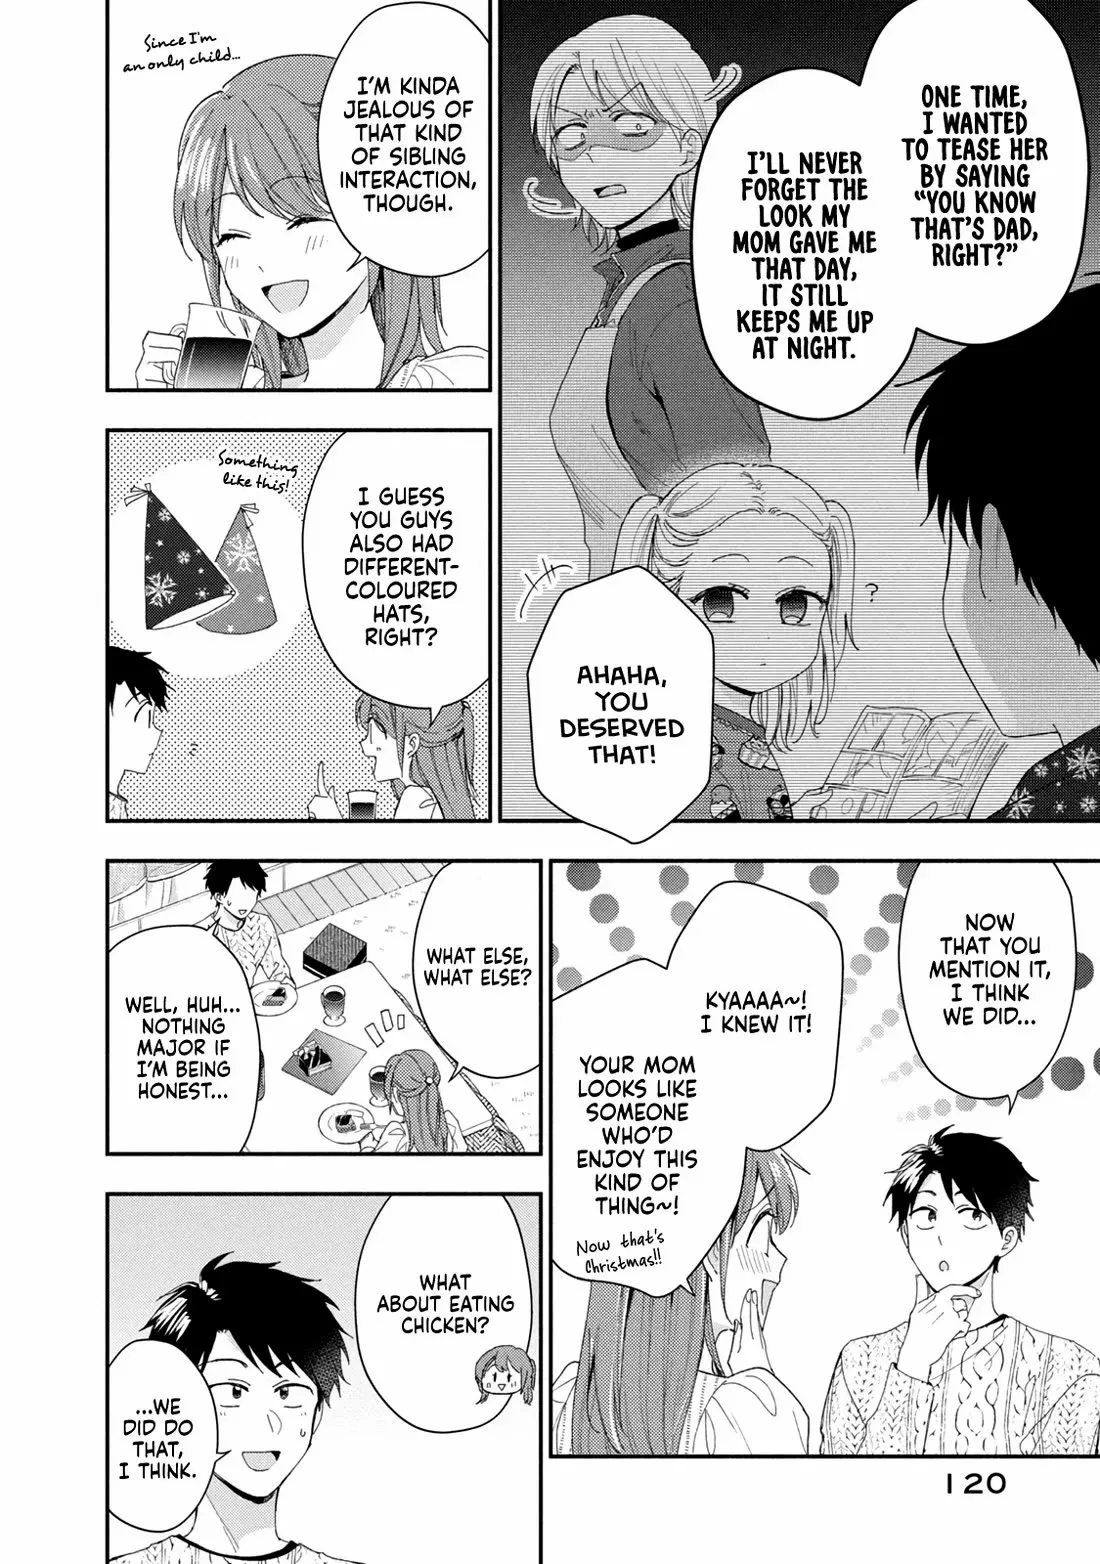 ONE TIME,
I WANTED
TO TEASE HER
BY SAYING
"YOU KNOW
THAT'S DAD,
RIGHT?"
I'LL NEVER
FORGET THE
LOOK MY
MOM GAVE ME
THAT DAY,
IT STILL
KEEPS ME UP
AT NIGHT.
?
AHAHA,
YOU
DESERVED
THAT!
I'M KINDA
JEALOUS OF
THAT KIND
OF SIBLING
INTERACTION,
THOUGH.
Since I'm
an only child...
I GUESS
YOU GUYS
ALSO HAD
DIFFERENT-
COLOURED
HATS,
RIGHT?
Something
like this!
NOW
THAT YOU
MENTION IT,
I THINK
WE DID...
KYAAAA~!
I KNEW IT!
YOUR MOM
LOOKS LIKE
SOMEONE
WHO'D
ENJOY THIS
KIND OF
THING~!
Now that's
Christmas!!
WHAT ELSE,
WHAT ELSE?
WELL, HUH...
NOTHING
MAJOR IF
I'M BEING
HONEST...
WHAT
ABOUT EATING
CHICKEN?
...WE
DID DO
THAT,
I THINK.
120